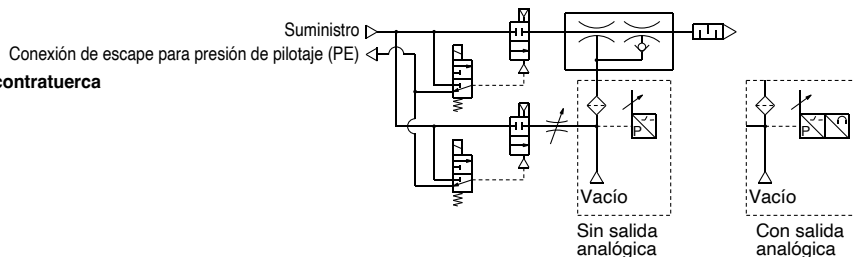 Suministro
Conexión de escape para presión de pilotaje (PE)
contratuerca
P
P
Vacío
Vacío
Sin salida
analógica
Con salida
analógica